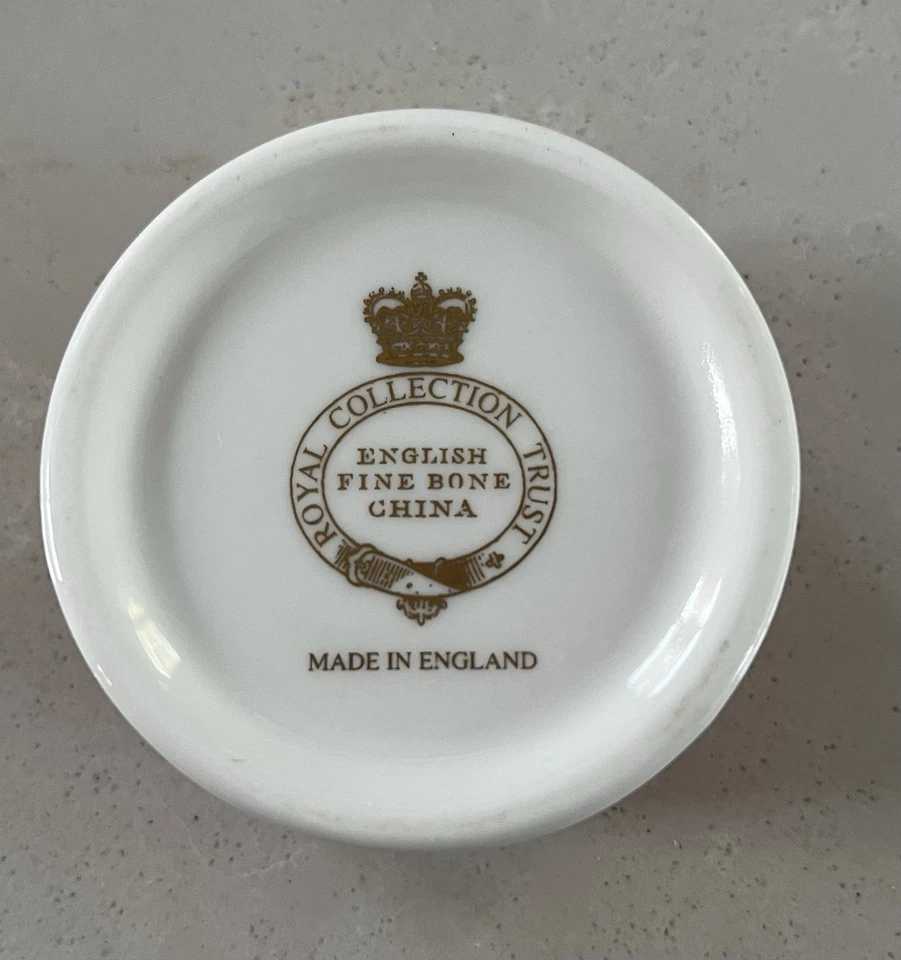 ROYAL COLLECTION TRUST
ENGLISH
FINE BONE
CHINA
MADE IN ENGLAND